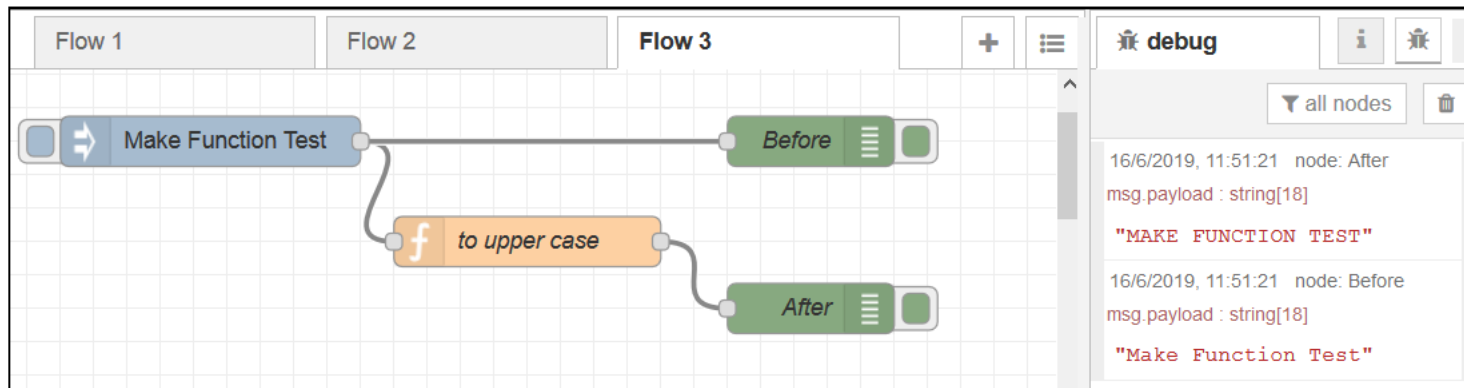 Flow 1
Flow 2
Flow 3
debug
all nodes
Make Function Test
Before
to upper case
After
16/6/2019, 11:51:21 node: After
msg.payload : string[18]
"MAKE FUNCTION TEST"
16/6/2019, 11:51:21 node: Before
msg.payload : string[18]
"Make Function Test"